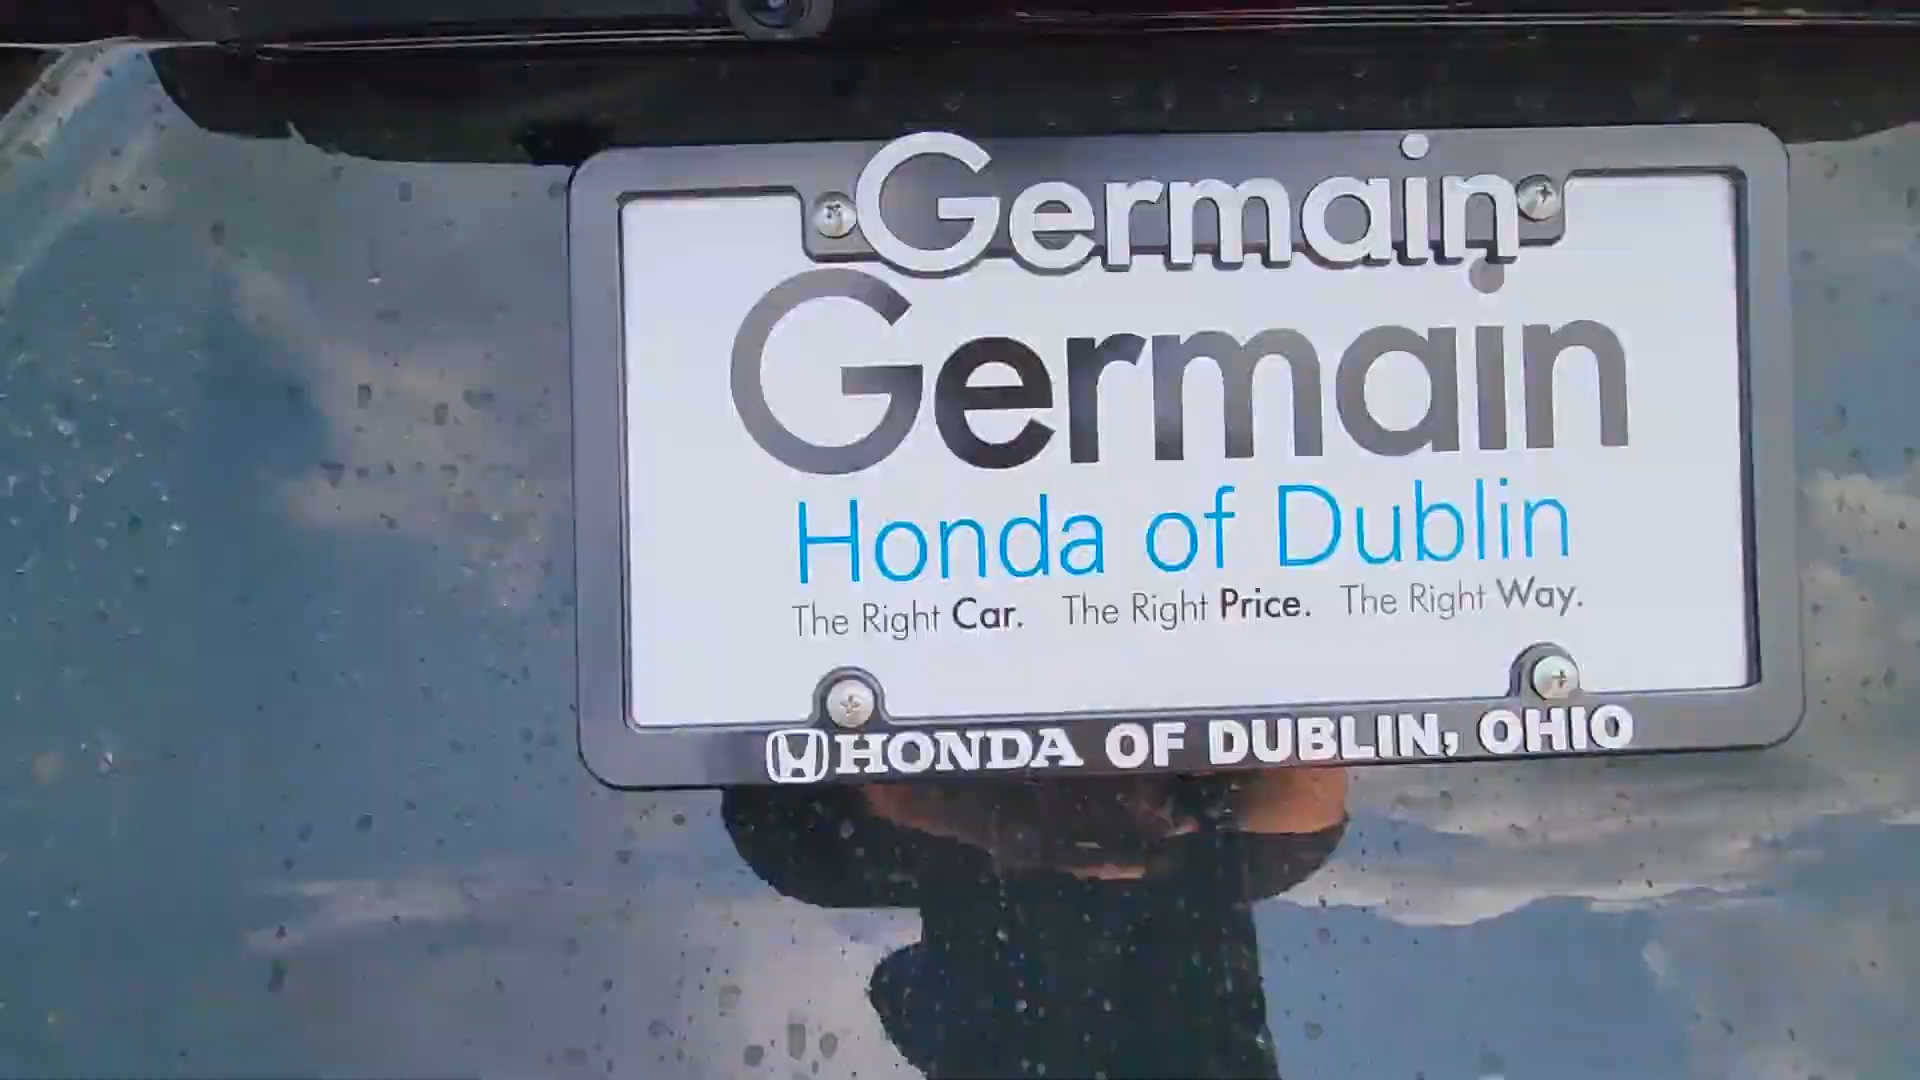 Germain
Germain
Honda of Dublin
The Right Car. The Right Price. The Right Way.
HONDA OF DUBLIN, OHIO